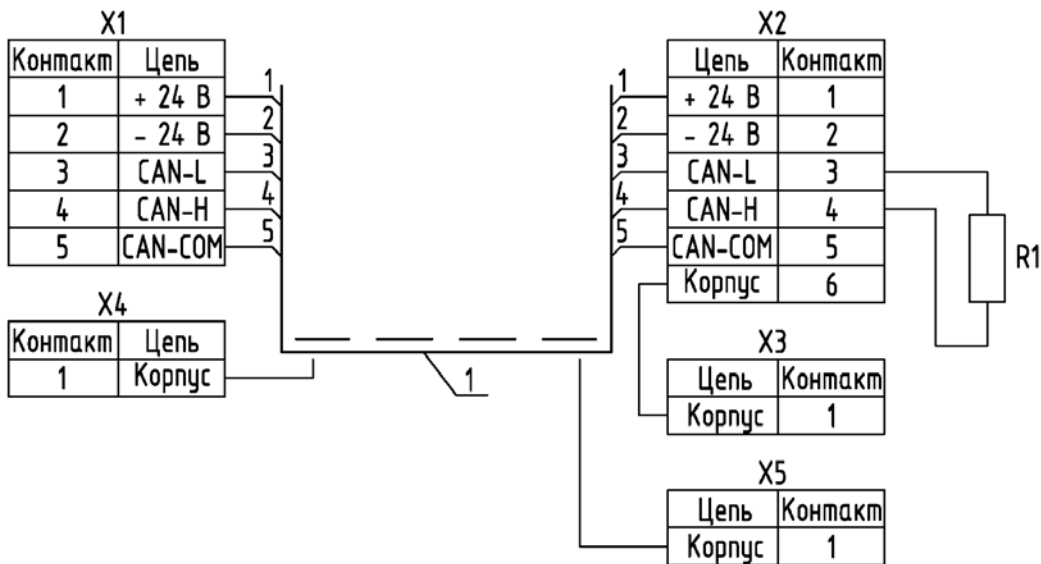 X1
Контакт Цепь
1 + 24 В 1
2 - 24 В 2
3 CAN-L 3
4 CAN-H 4
5 CAN-COM 5
X4
Контакт Цепь
1 Корпус
1
X2
Цепь Контакт
1 + 24 В 1
2 - 24 В 2
3 CAN-L 3
4 CAN-H 4
5 CAN-COM 5
Корпус 6
R1
X3
Цепь Контакт
Корпус 1
X5
Цепь Контакт
Корпус 1